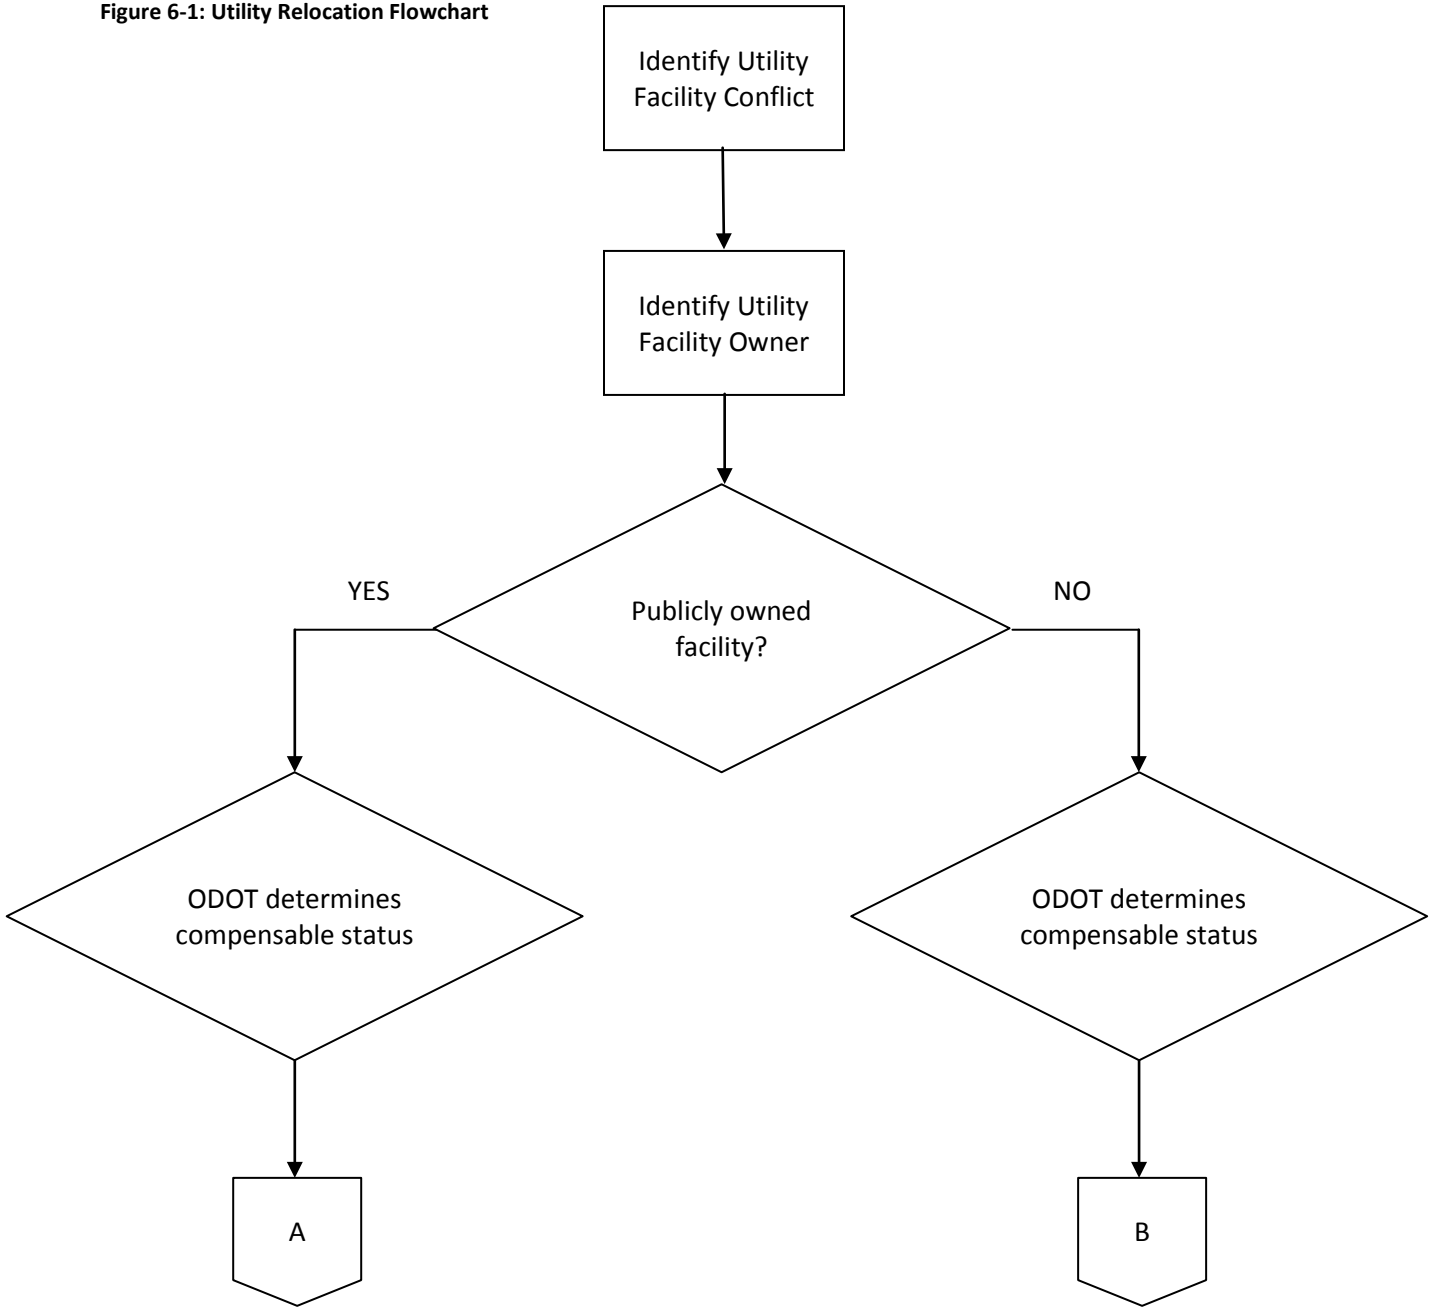 Figure 6-1: Utility Relocation Flowchart
Identify Utility
Facility Conflict
Identify Utility
Facility Owner
YES
NO
Publicly owned
facility?
ODOT determines
compensable status
ODOT determines
compensable status
A
B